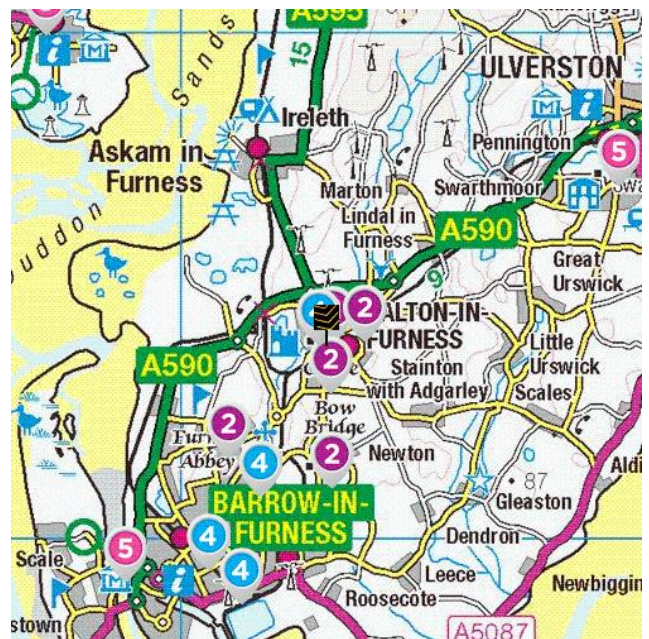 A595
15
Sands
ULVERSTON
Ireleth
Pennington
5
Askam in
Furness
Marton
Swarthmoor
Lindal in
Furness
A590
uddon
9
Great
Urswick
2
ALTON-IN-
FURNESS
A590
2
Stainton
with Adgarley
Little
Urswick
Scales
Bow
Bridge
2
Abbey
4
2
Newton
87
Gleaston
BARROW-IN-
FURNESS
4
Dendron
5
Scale
4
Leece
Roosecote
Newbiggin
stown
A5087